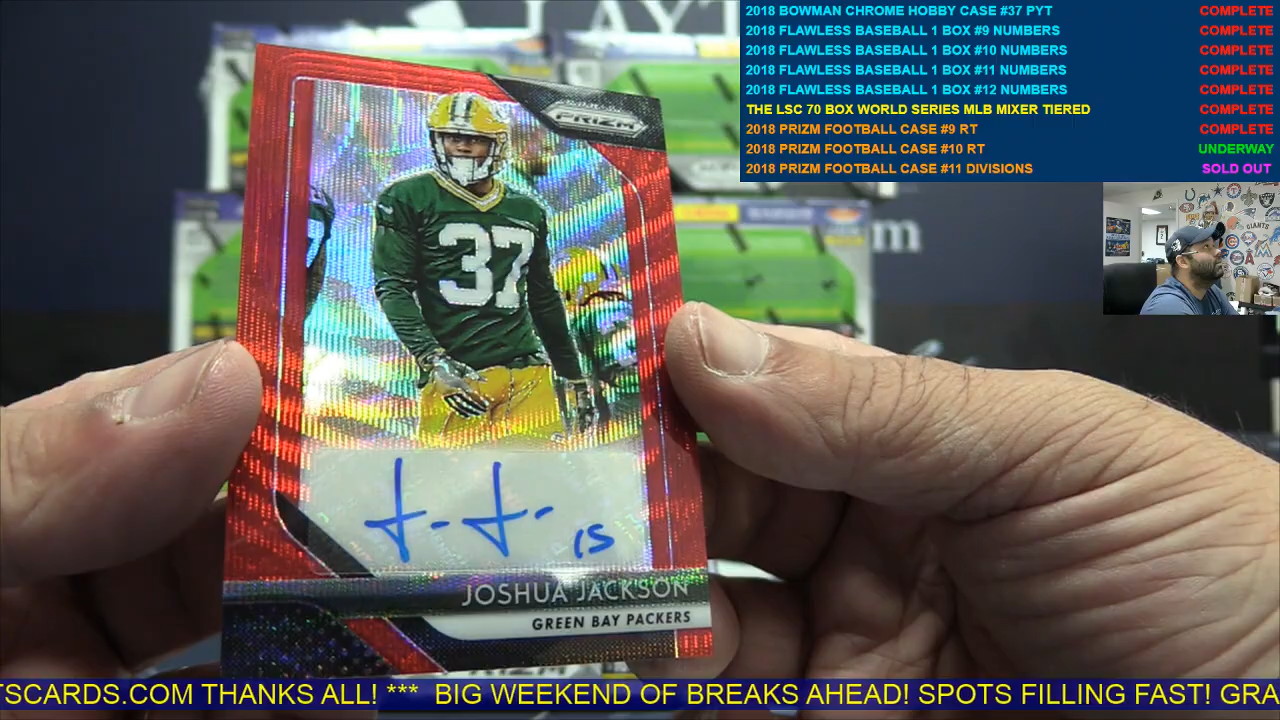 2018 BOWMAN CHROME HOBBY CASE #37 PYT COMPLETE
2018 FLAWLESS BASEBALL 1 BOX #9 NUMBERS COMPLETE
2018 FLAWLESS BASEBALL 1 BOX #10 NUMBERS COMPLETE
2018 FLAWLESS BASEBALL 1 BOX #11 NUMBERS COMPLETE
2018 FLAWLESS BASEBALL 1 BOX #12 NUMBERS COMPLETE
THE LSC 70 BOX WORLD SERIES MLB MIXER TIERED COMPLETE
2018 PRIZM FOOTBALL CASE #9 RT COMPLETE
2018 PRIZM FOOTBALL CASE #10 RT UNDERWAY
2018 PRIZM FOOTBALL CASE #11 DIVISIONS SOLD OUT
PRIZM
37
15
JOSHUA JACKSON
GREEN BAY PACKERS
TSCARDS.COM THANKS ALL! *** BIG WEEKEND OF BREAKS AHEAD! SPOTS FILLING FAST! GRA